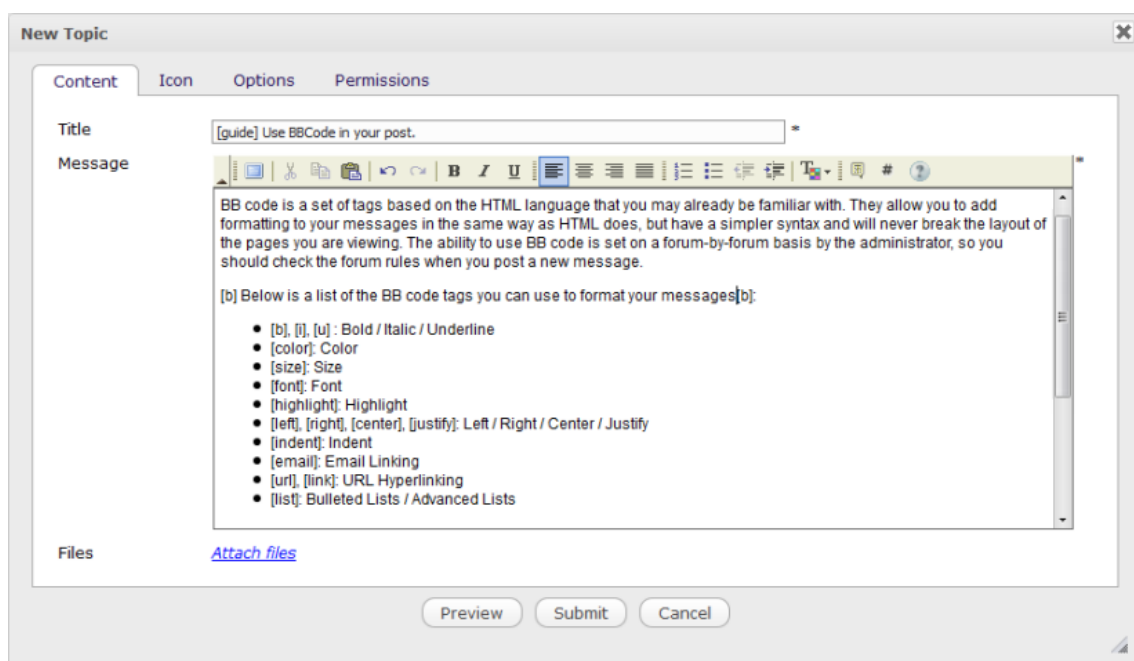 New Topic
Content Icon Options Permissions
Title [guide] Use BBCode in your post. *
Message B I U # ? *
BB code is a set of tags based on the HTML language that you may already be familiar with. They allow you to add
formatting to your messages in the same way as HTML does, but have a simpler syntax and will never break the layout of
the pages you are viewing. The ability to use BB code is set on a forum-by-forum basis by the administrator, so you
should check the forum rules when you post a new message.
[b] Below is a list of the BB code tags you can use to format your messages[b]:
● [b], [i], [u] : Bold / Italic / Underline
● [color]: Color
● [size]: Size
● [font]: Font
● [highlight]: Highlight
● [left], [right], [center], [justify]: Left / Right / Center / Justify
● [indent]: Indent
● [email]: Email Linking
● [url], [link]: URL Hyperlinking
● [list]: Bulleted Lists / Advanced Lists
Files Attach files
Preview Submit Cancel